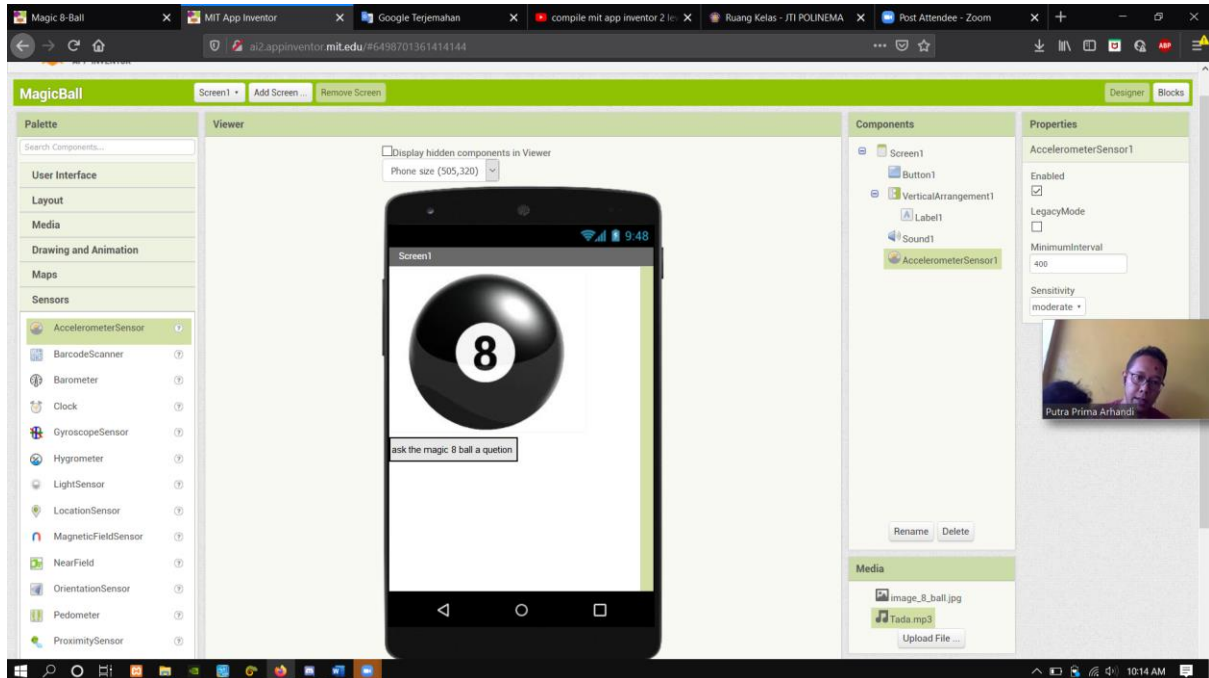 Magic 8-Ball
MIT App Inventor
Google Terjemahan
compile mit app inventor 2 le
Ruang Kelas - JTI POLINEMA
Post Attendee - Zoom
ai2.appinventor.mit.edu/#6498701361414144
ABP
MagicBall
Screen1
Add Screen ...
Remove Screen
Designer
Blocks
Palette
Search Components...
User Interface
Layout
Media
Drawing and Animation
Maps
Sensors
AccelerometerSensor
BarcodeScanner
Barometer
Clock
GyroscopeSensor
Hygrometer
LightSensor
LocationSensor
MagneticFieldSensor
NearField
OrientationSensor
Pedometer
ProximitySensor
Viewer
Display hidden components in Viewer
Phone size (505,320)
9:48
Screen1
8
ask the magic 8 ball a quetion
Components
Screen1
Button1
VerticalArrangement1
Label1
Sound1
AccelerometerSensor1
Rename
Delete
Media
image_8_ball.jpg
Tada.mp3
Upload File ...
Properties
AccelerometerSensor1
Enabled
LegacyMode
MinimumInterval
400
Sensitivity
moderate
Putra Prima Arhandi
10:14 AM